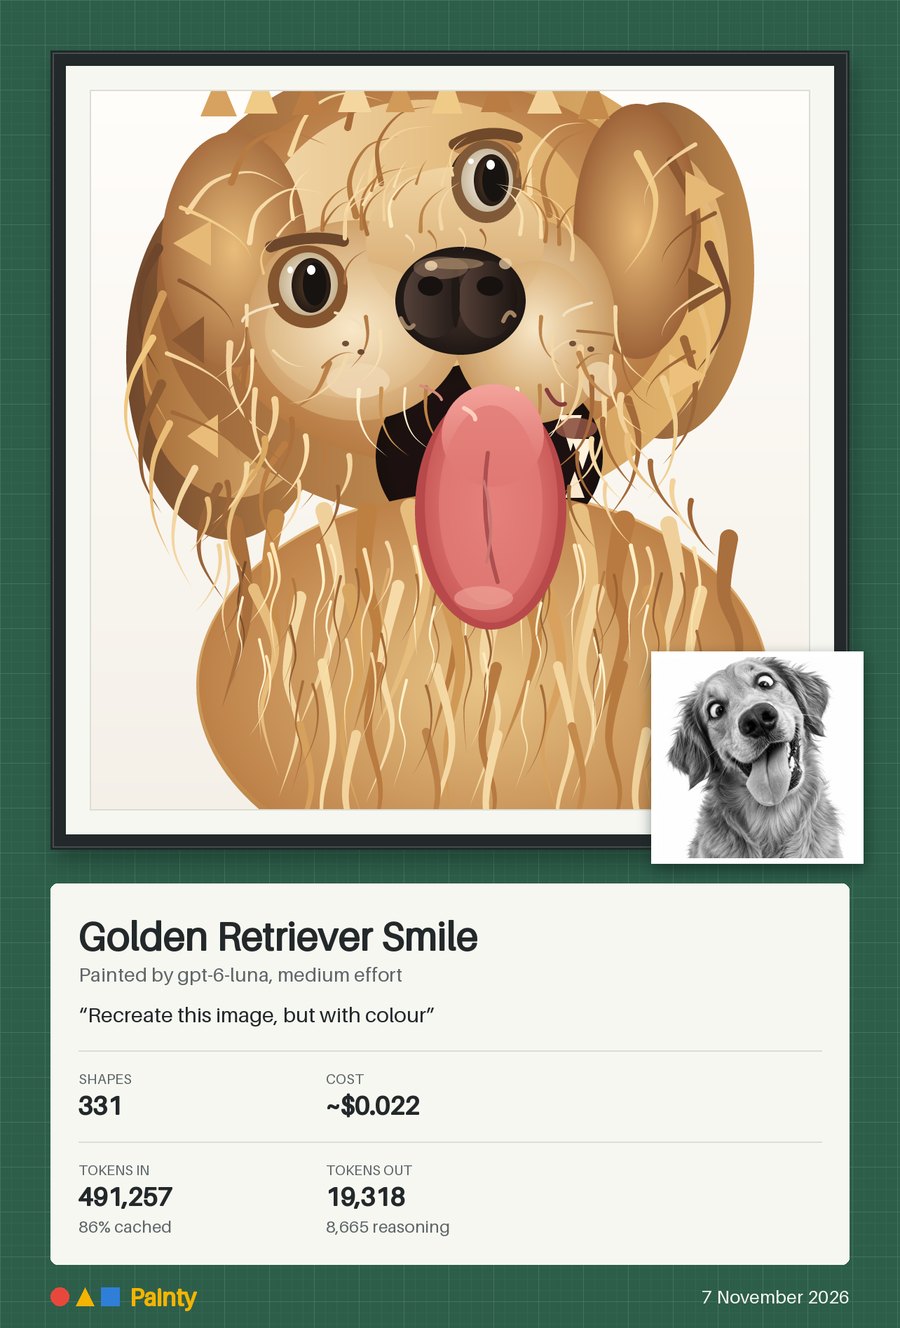 Golden Retriever Smile
Painted by gpt-6-luna, medium effort
“Recreate this image, but with colour”
SHAPES
331
COST
~$0.022
TOKENS IN
491,257
86% cached
TOKENS OUT
19,318
8,665 reasoning
Painty
7 November 2026